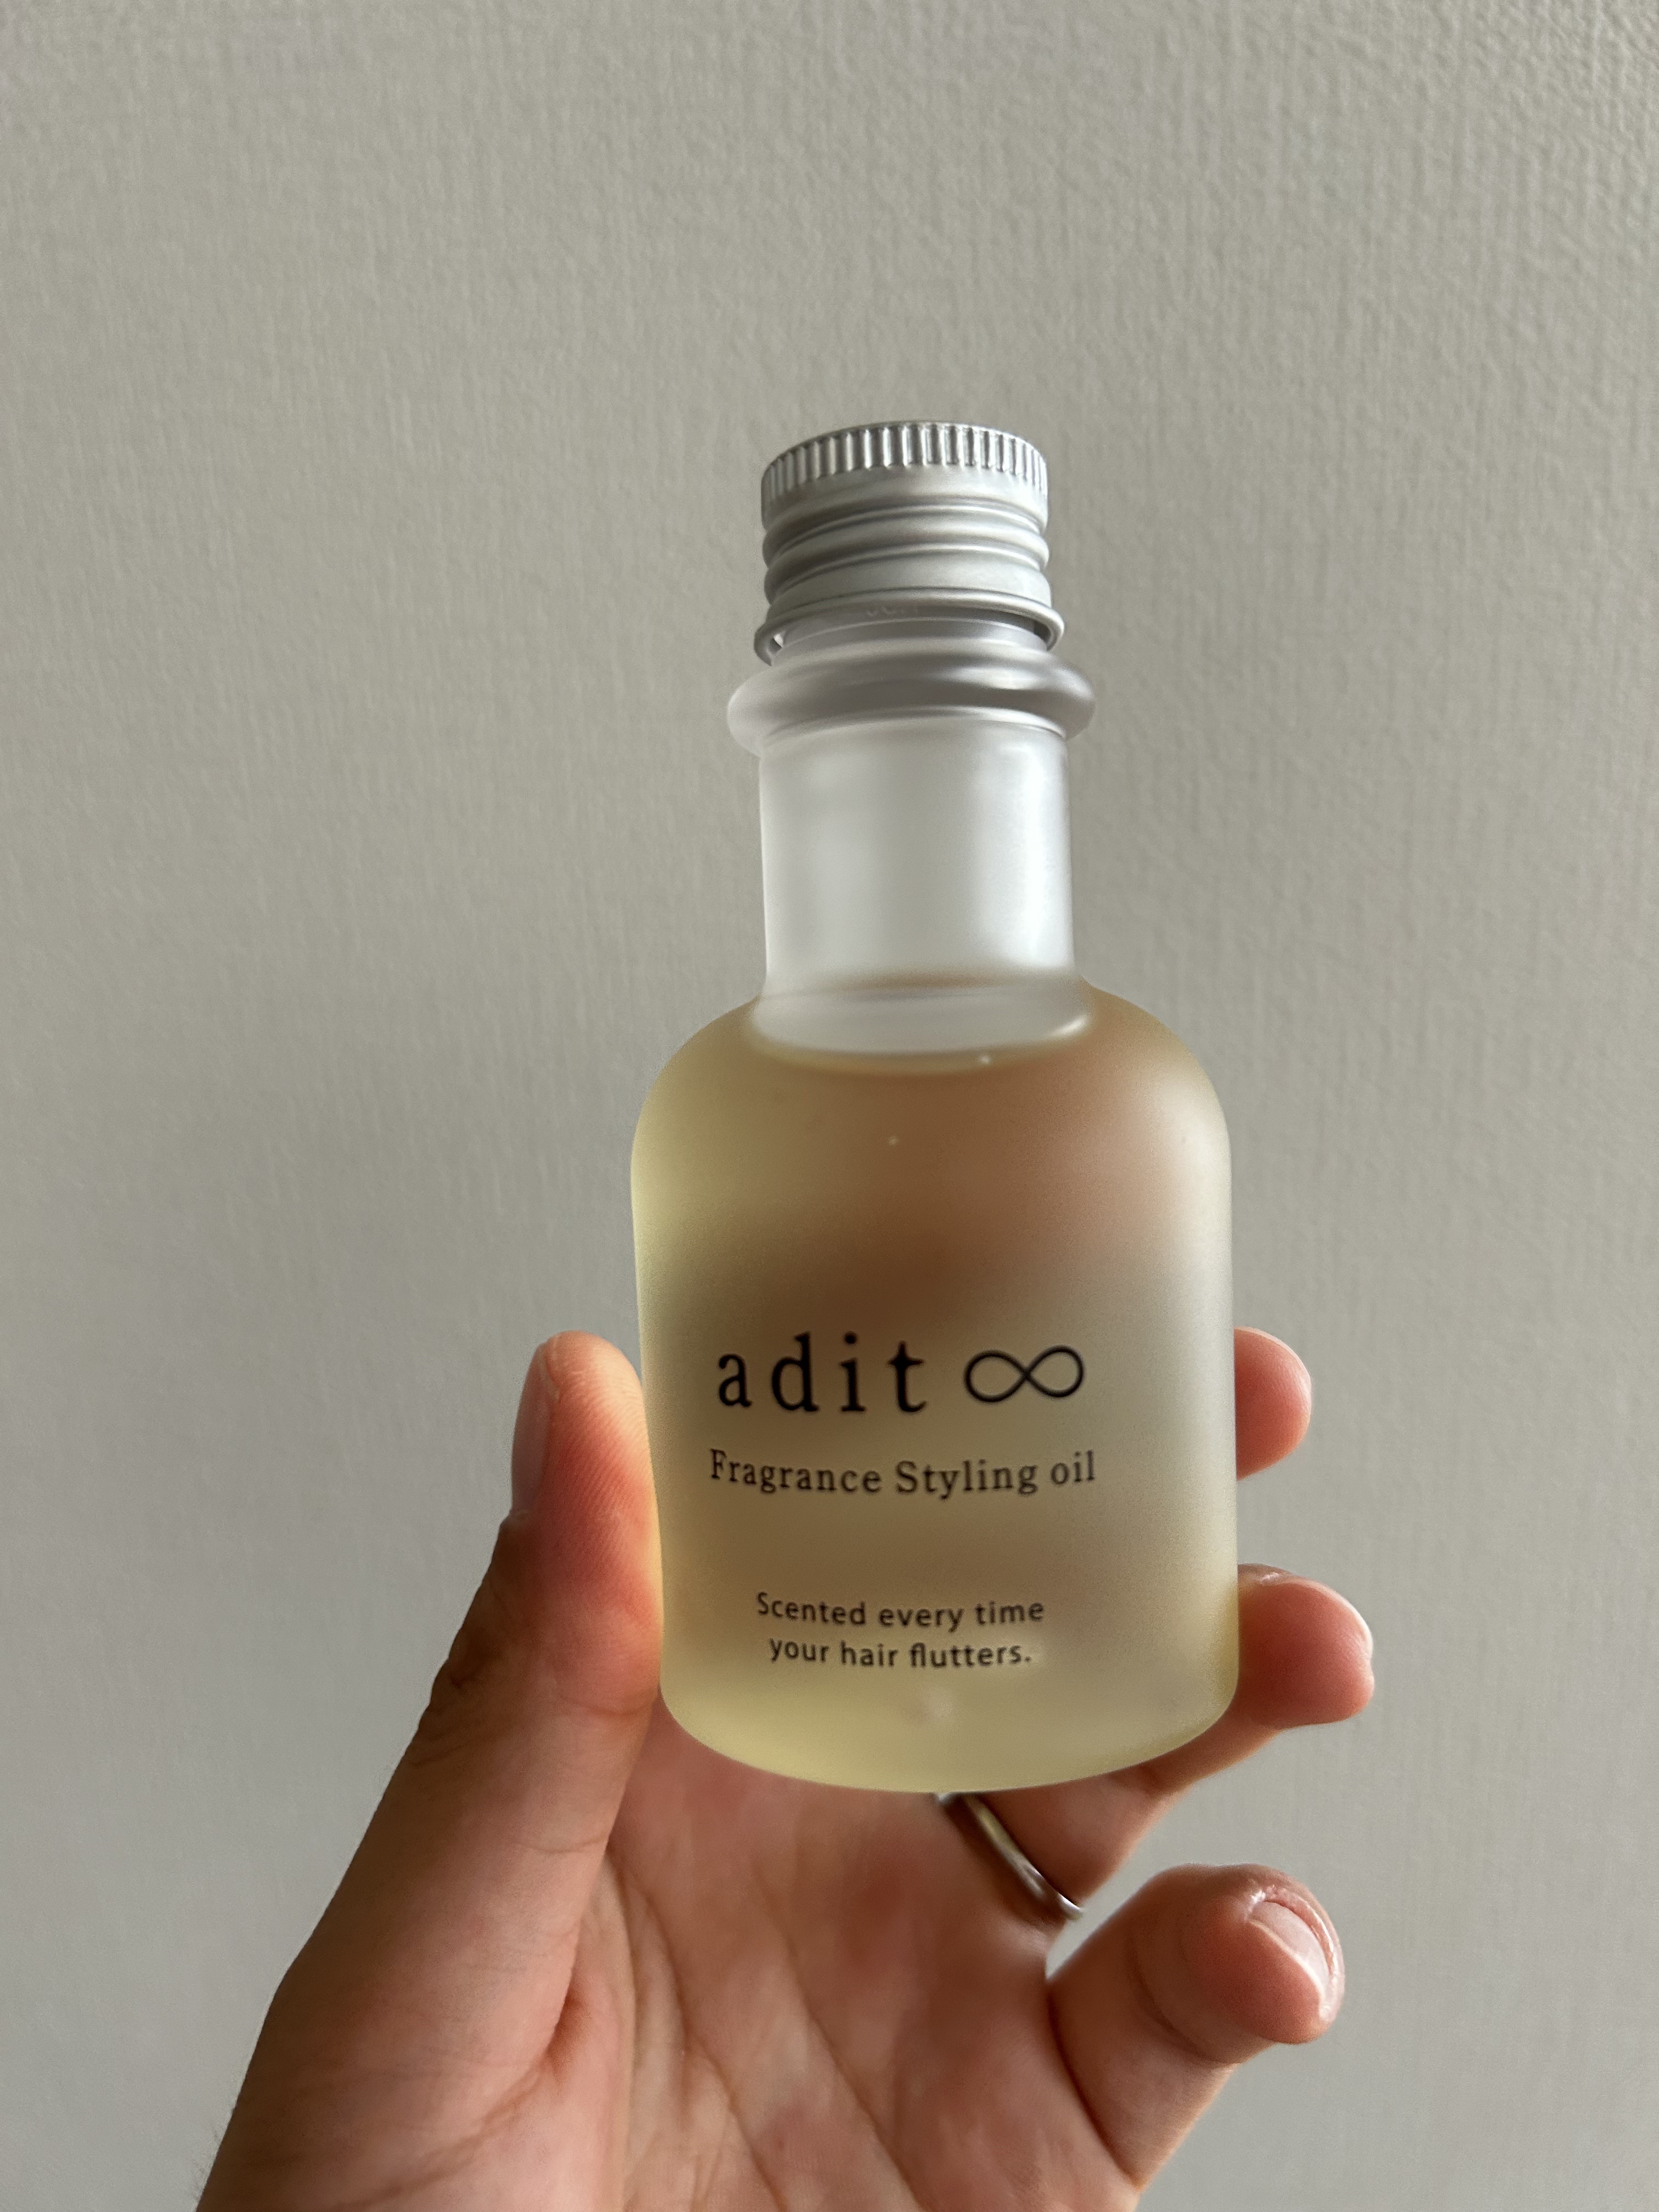 adit ∞
Fragrance Styling oil
Scented every time
your hair flutters.